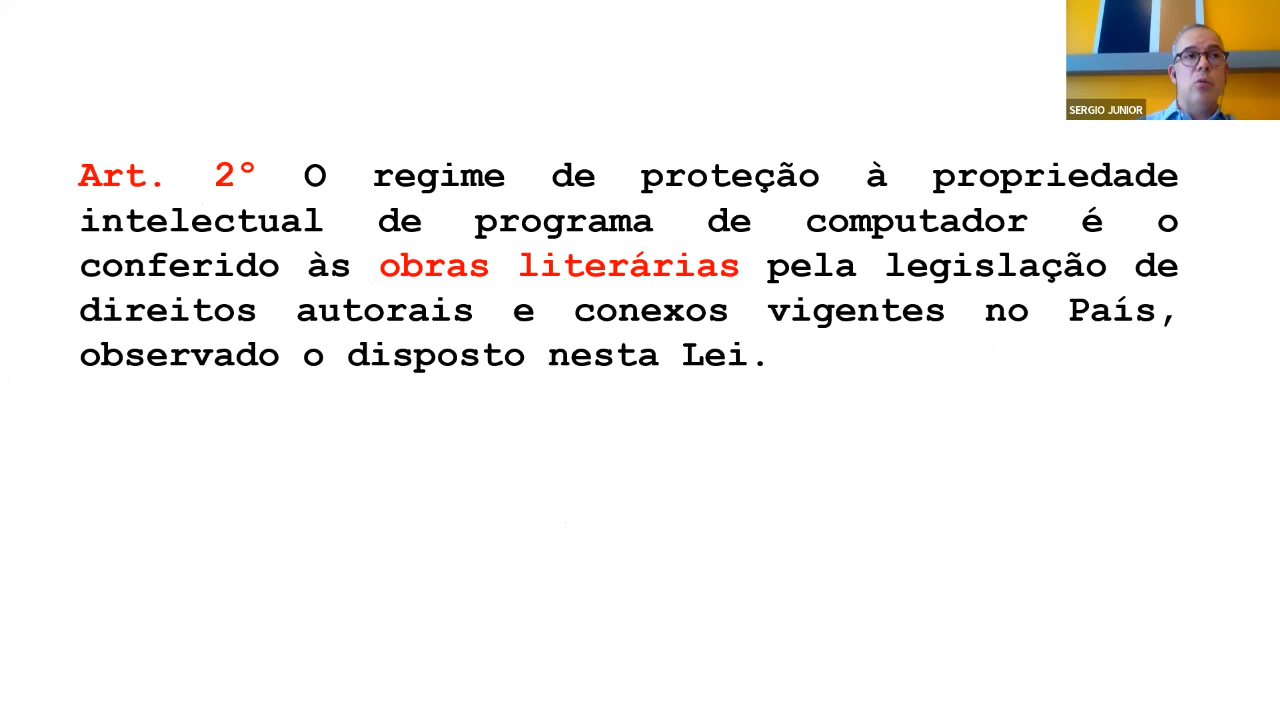 SERGIO JUNIOR
Art. 2º O regime de proteção à propriedade
intelectual de programa de computador é o
conferido às obras literárias pela legislação de
direitos autorais e conexos vigentes no País,
observado o disposto nesta Lei.